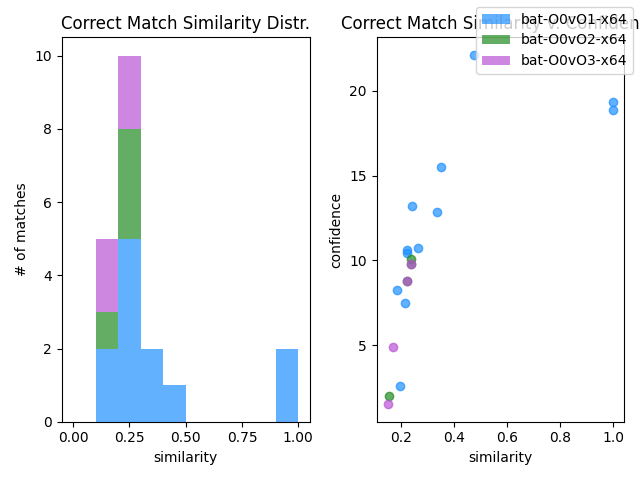 Correct Match Similarity Distr.
# of matches
10
8
6
4
2
0
0.00 0.25 0.50 0.75 1.00
similarity
Correct Match Similarity v. Confiden
bat-O0vO1-x64
bat-O0vO2-x64
bat-O0vO3-x64
confidence
20
15
10
5
0.2 0.4 0.6 0.8 1.0
similarity